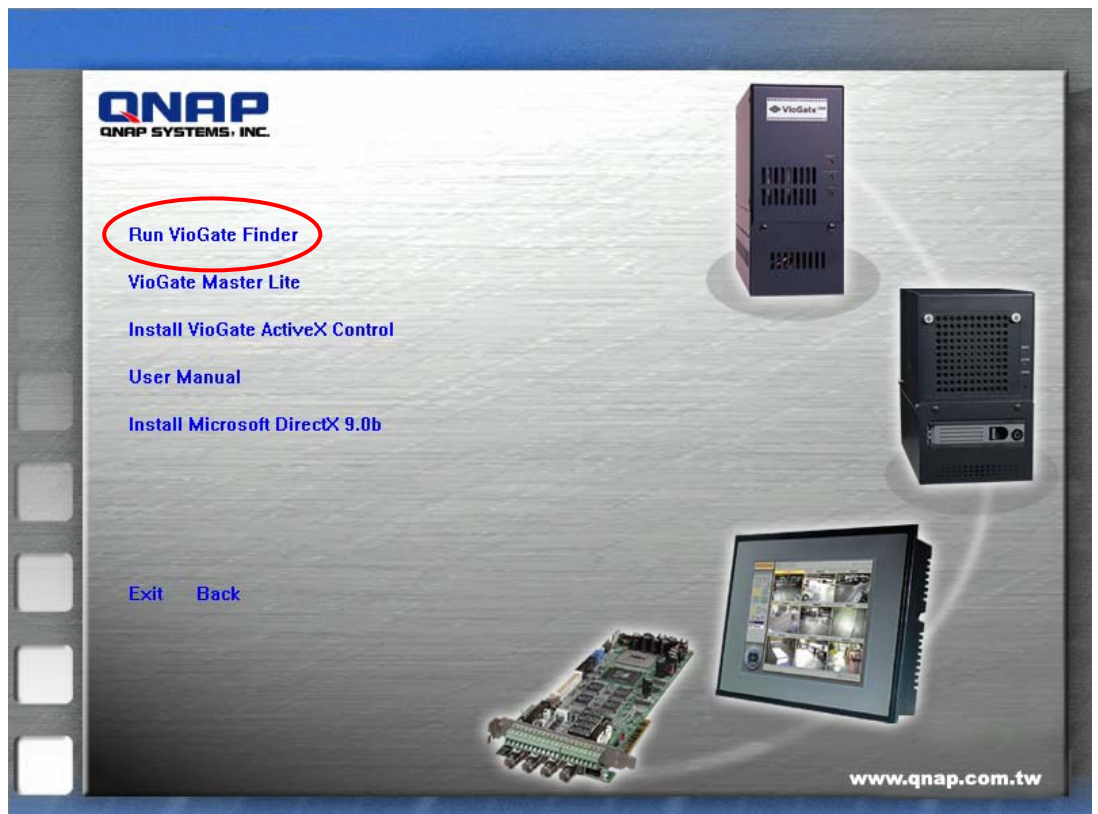 QNAP
QNAP SYSTEMS, INC.
VioGate
Run VioGate Finder
VioGate Master Lite
Install VioGate ActiveX Control
User Manual
Install Microsoft DirectX 9.0b
Exit Back
www.qnap.com.tw